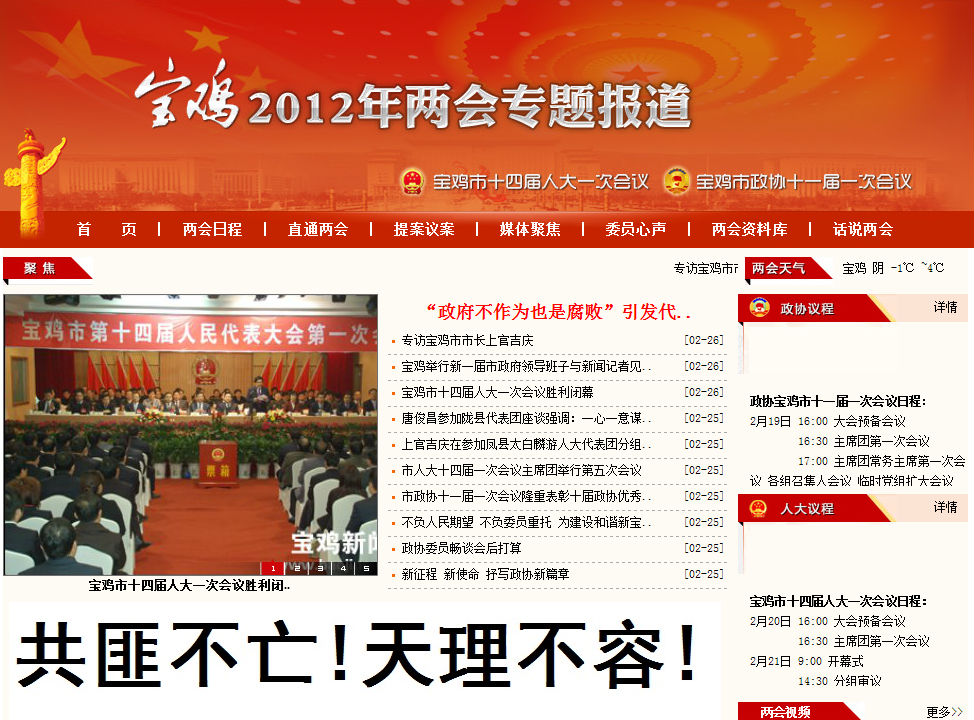 宝鸡2012年两会专题报道
宝鸡市十四届人大一次会议 宝鸡市政协十一届一次会议
首 页 | 两会日程 | 直通两会 | 提案议案 | 媒体聚焦 | 委员心声 | 两会资料库 | 话说两会
聚 焦
专访宝鸡市
两会天气
宝鸡 阴 -1℃ ~4℃
宝鸡市第十四届人民代表大会第一次会
票箱
宝鸡新闻
1 2 3 4 5
宝鸡市十四届人大一次会议胜利闭..
“政府不作为也是腐败”引发代..
专访宝鸡市市长上官吉庆 [02-26]
宝鸡举行新一届市政府领导班子与新闻记者见.. [02-26]
宝鸡市十四届人大一次会议胜利闭幕 [02-26]
唐俊昌参加陇县代表团座谈强调：一心一意谋.. [02-25]
上官吉庆在参加凤县太白麟游人大代表团分组.. [02-25]
市人大十四届一次会议主席团举行第五次会议 [02-25]
市政协十一届一次会议隆重表彰十届政协优秀.. [02-25]
不负人民期望 不负委员重托 为建设和谐新宝.. [02-25]
政协委员畅谈会后打算 [02-25]
新征程 新使命 抒写政协新篇章 [02-25]
共匪不亡!天理不容!
政协议程 详情
政协宝鸡市十一届一次会议日程：
2月19日 16:00 大会预备会议
16:30 主席团第一次会议
17:00 主席团常务主席第一次会
议 各组召集人会议 临时党组扩大会议
人大议程 详情
宝鸡市十四届人大一次会议日程：
2月20日 16:00 大会预备会议
16:30 主席团第一次会议
2月21日 9:00 开幕式
14:30 分组审议
两会视频 更多>>